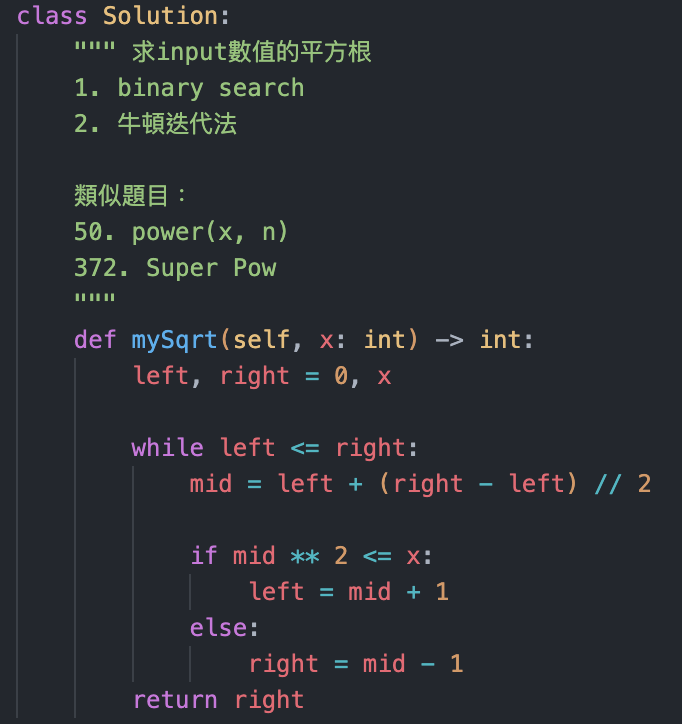 class Solution:
    """ 求input數值的平方根
    1. binary search
    2. 牛頓迭代法

    類似題目：
    50. power(x, n)
    372. Super Pow
    """
    def mySqrt(self, x: int) -> int:
        left, right = 0, x

        while left <= right:
            mid = left + (right - left) // 2

            if mid ** 2 <= x:
                left = mid + 1
            else:
                right = mid - 1
        return right